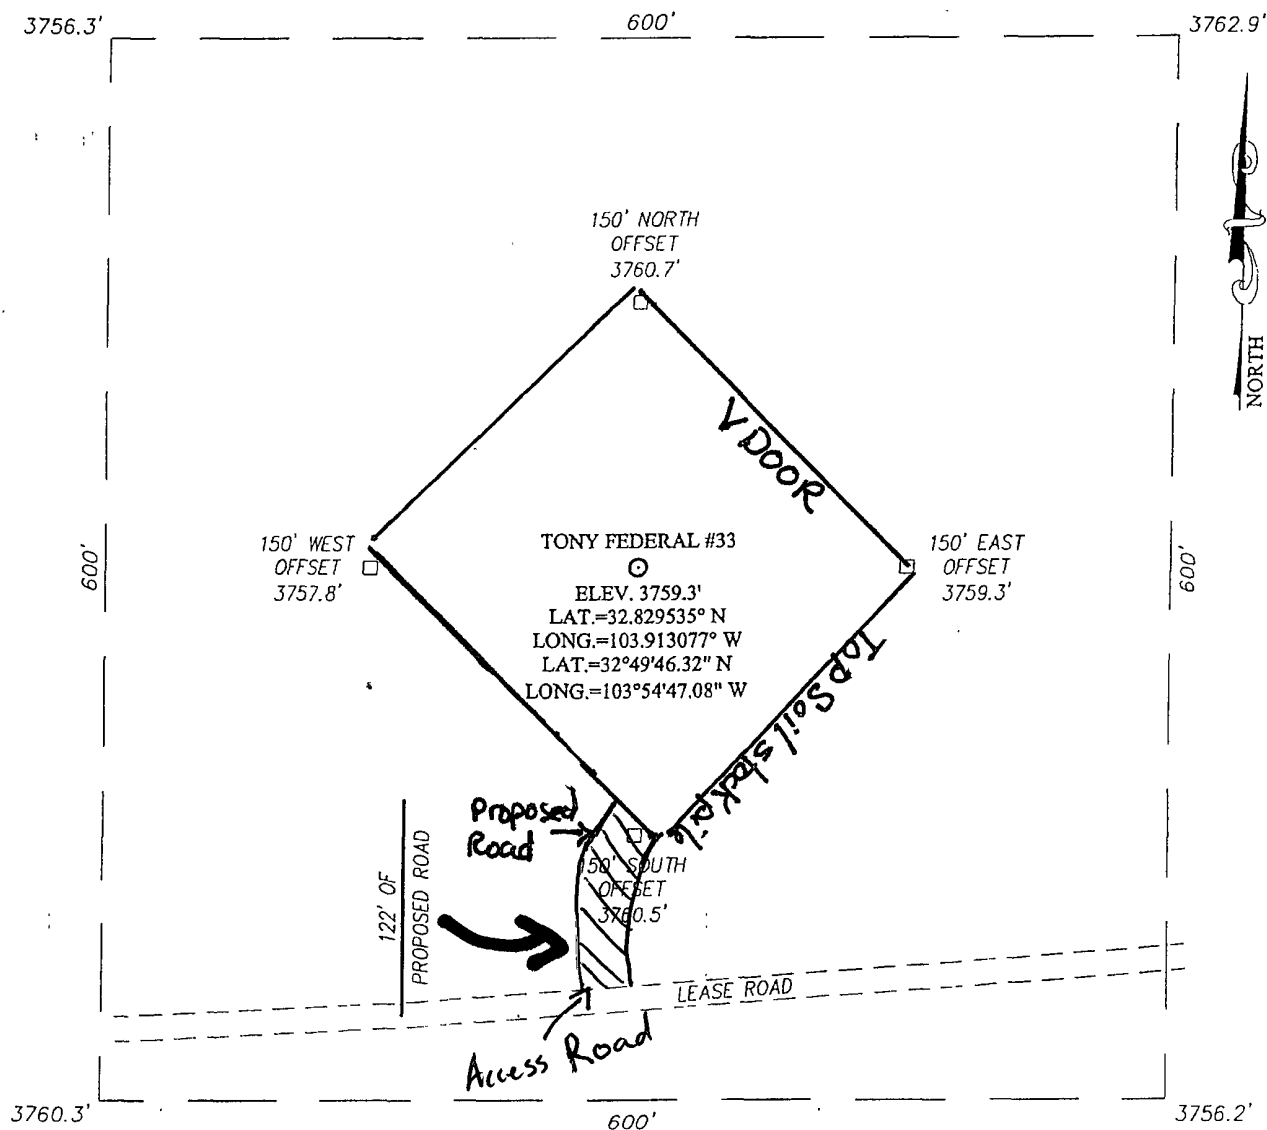 3756.3'
600'
3762.9'
NORTH
150' NORTH
OFFSET
3760.7'
V DOOR
600'
150' WEST
OFFSET
3757.8'
TONY FEDERAL #33
ELEV. 3759.3'
LAT.=32.829535° N
LONG.=103.913077° W
LAT.=32°49'46.32" N
LONG.=103°54'47.08" W
150' EAST
OFFSET
3759.3'
600'
Top Soil stockpile
Proposed
Road
150' SOUTH
OFFSET
3760.5'
122' OF
PROPOSED ROAD
LEASE ROAD
Access Road
3760.3'
600'
3756.2'